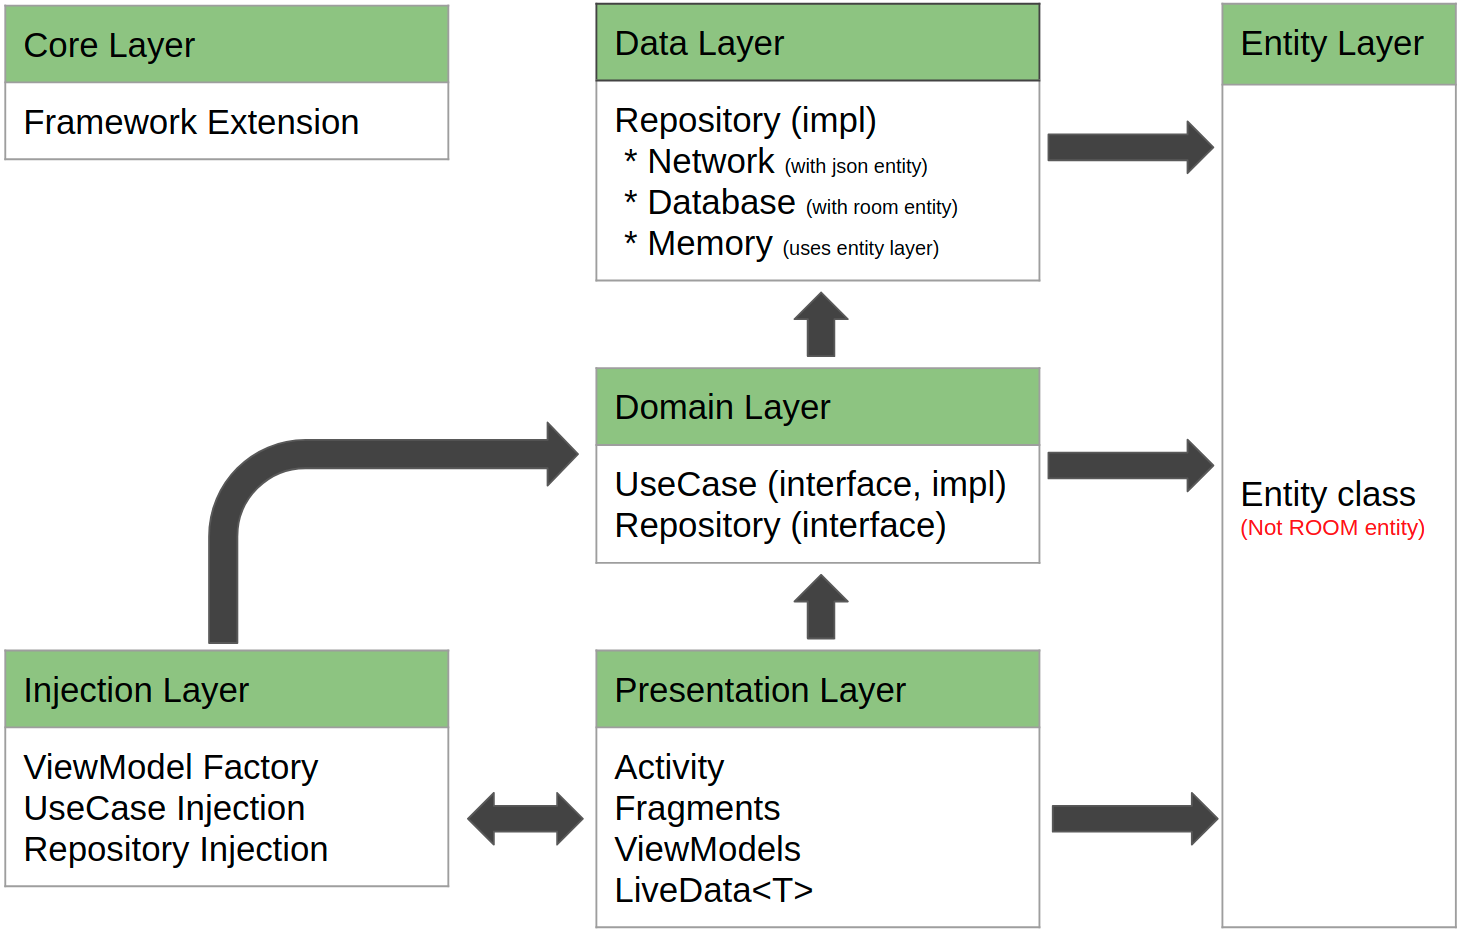 Core Layer
Framework Extension
Data Layer
Repository (impl)
* Network (with json entity)
* Database (with room entity)
* Memory (uses entity layer)
Entity Layer
Entity class
(Not ROOM entity)
Domain Layer
UseCase (interface, impl)
Repository (interface)
Injection Layer
ViewModel Factory
UseCase Injection
Repository Injection
Presentation Layer
Activity
Fragments
ViewModels
LiveData<T>